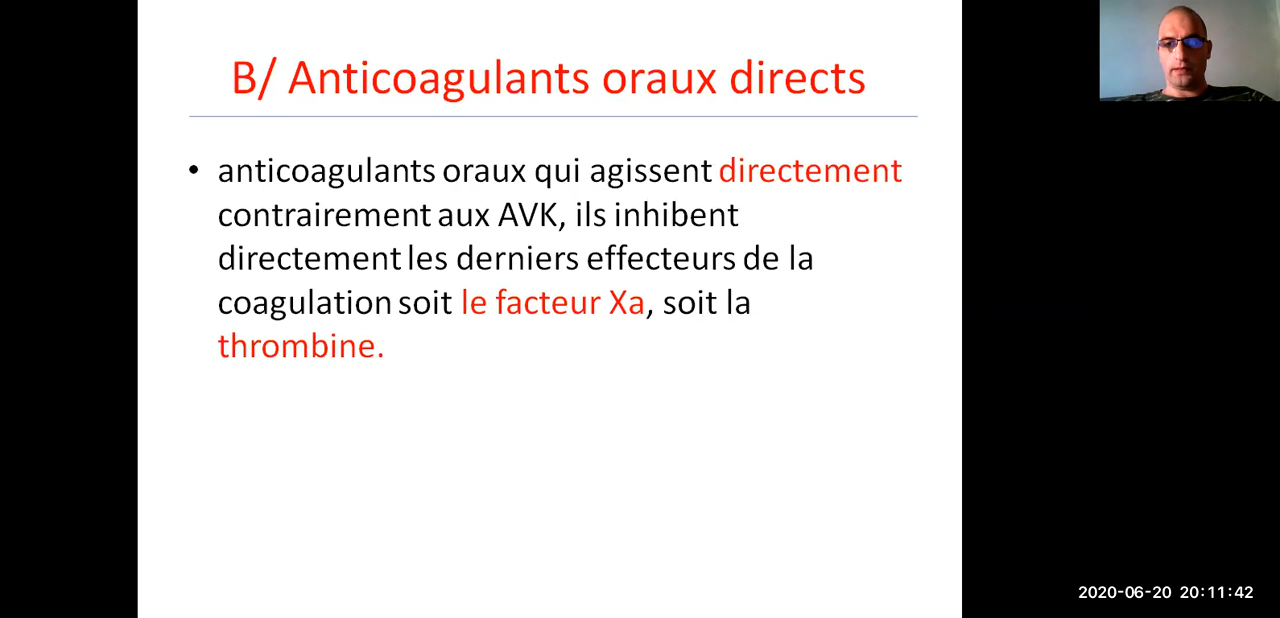 B/ Anticoagulants oraux directs
• anticoagulants oraux qui agissent directement
contrairement aux AVK, ils inhibent
directement les derniers effecteurs de la
coagulation soit le facteur Xa, soit la
thrombine.
2020-06-20 20:11:42